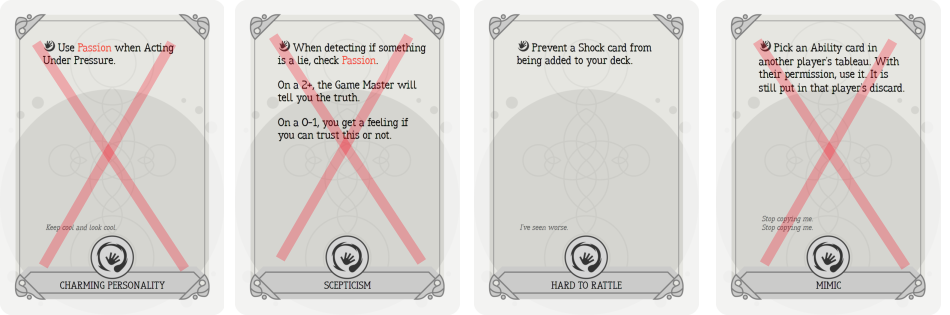 Use Passion when Acting
Under Pressure.
Keep cool and look cool.
CHARMING PERSONALITY
When detecting if something
is a lie, check Passion.
On a 2+, the Game Master will
tell you the truth.
On a 0-1, you get a feeling if
you can trust this or not.
SCEPTICISM
Prevent a Shock card from
being added to your deck.
I've seen worse.
HARD TO RATTLE
Pick an Ability card in
another player's tableau. With
their permission, use it. It is
still put in that player's discard.
Stop copying me.
Stop copying me.
MIMIC